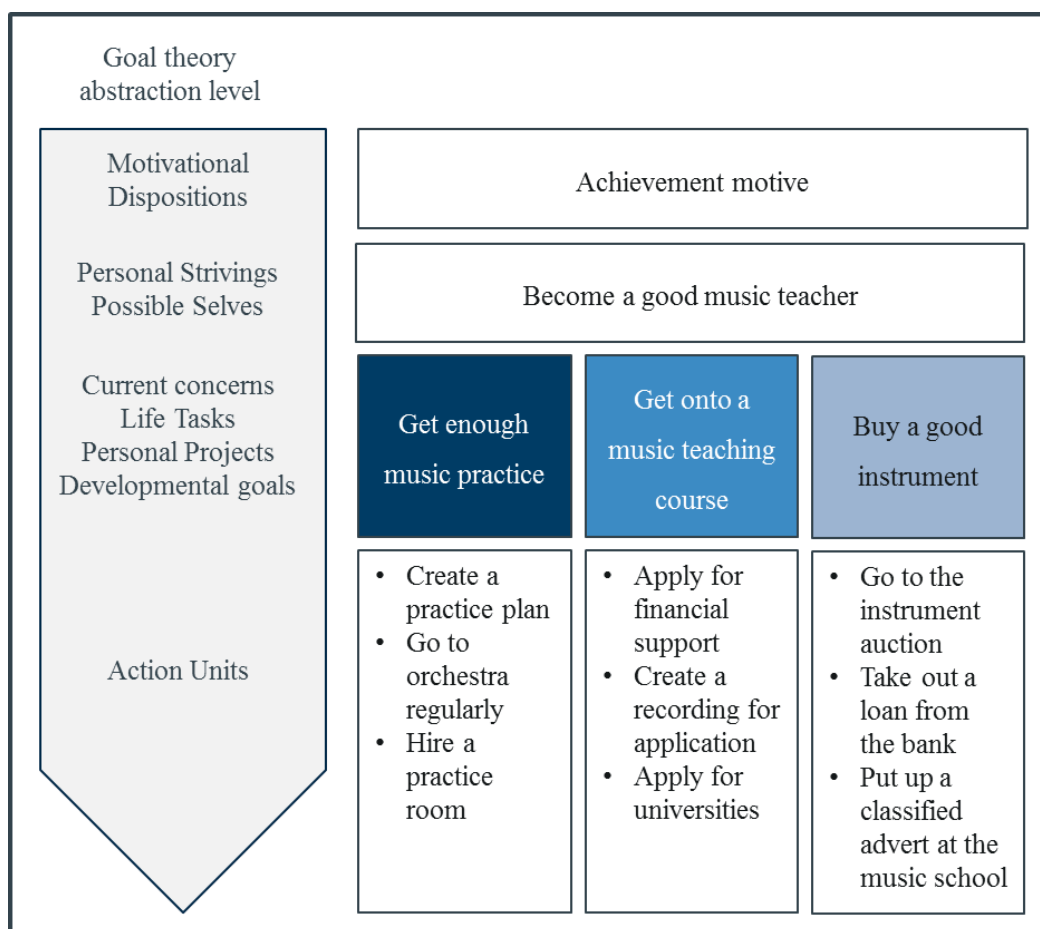 Goal theory
abstraction level
Motivational
Dispositions
Achievement motive
Personal Strivings
Possible Selves
Become a good music teacher
Current concerns
Life Tasks
Personal Projects
Developmental goals
Get enough
music practice
Get onto a
music teaching
course
Buy a good
instrument
Action Units
• Create a
practice plan
• Go to
orchestra
regularly
• Hire a
practice
room
• Apply for
financial
support
• Create a
recording for
application
• Apply for
universities
• Go to the
instrument
auction
• Take out a
loan from
the bank
• Put up a
classified
advert at the
music school